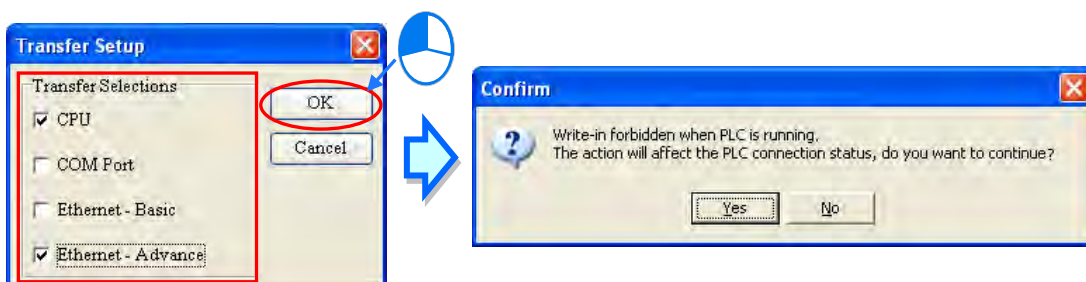 Transfer Setup
Transfer Selections
CPU
COM Port
Ethernet - Basic
Ethernet - Advance
OK
Cancel
Confirm
Write-in forbidden when PLC is running.
The action will affect the PLC connection status, do you want to continue?
Yes
No